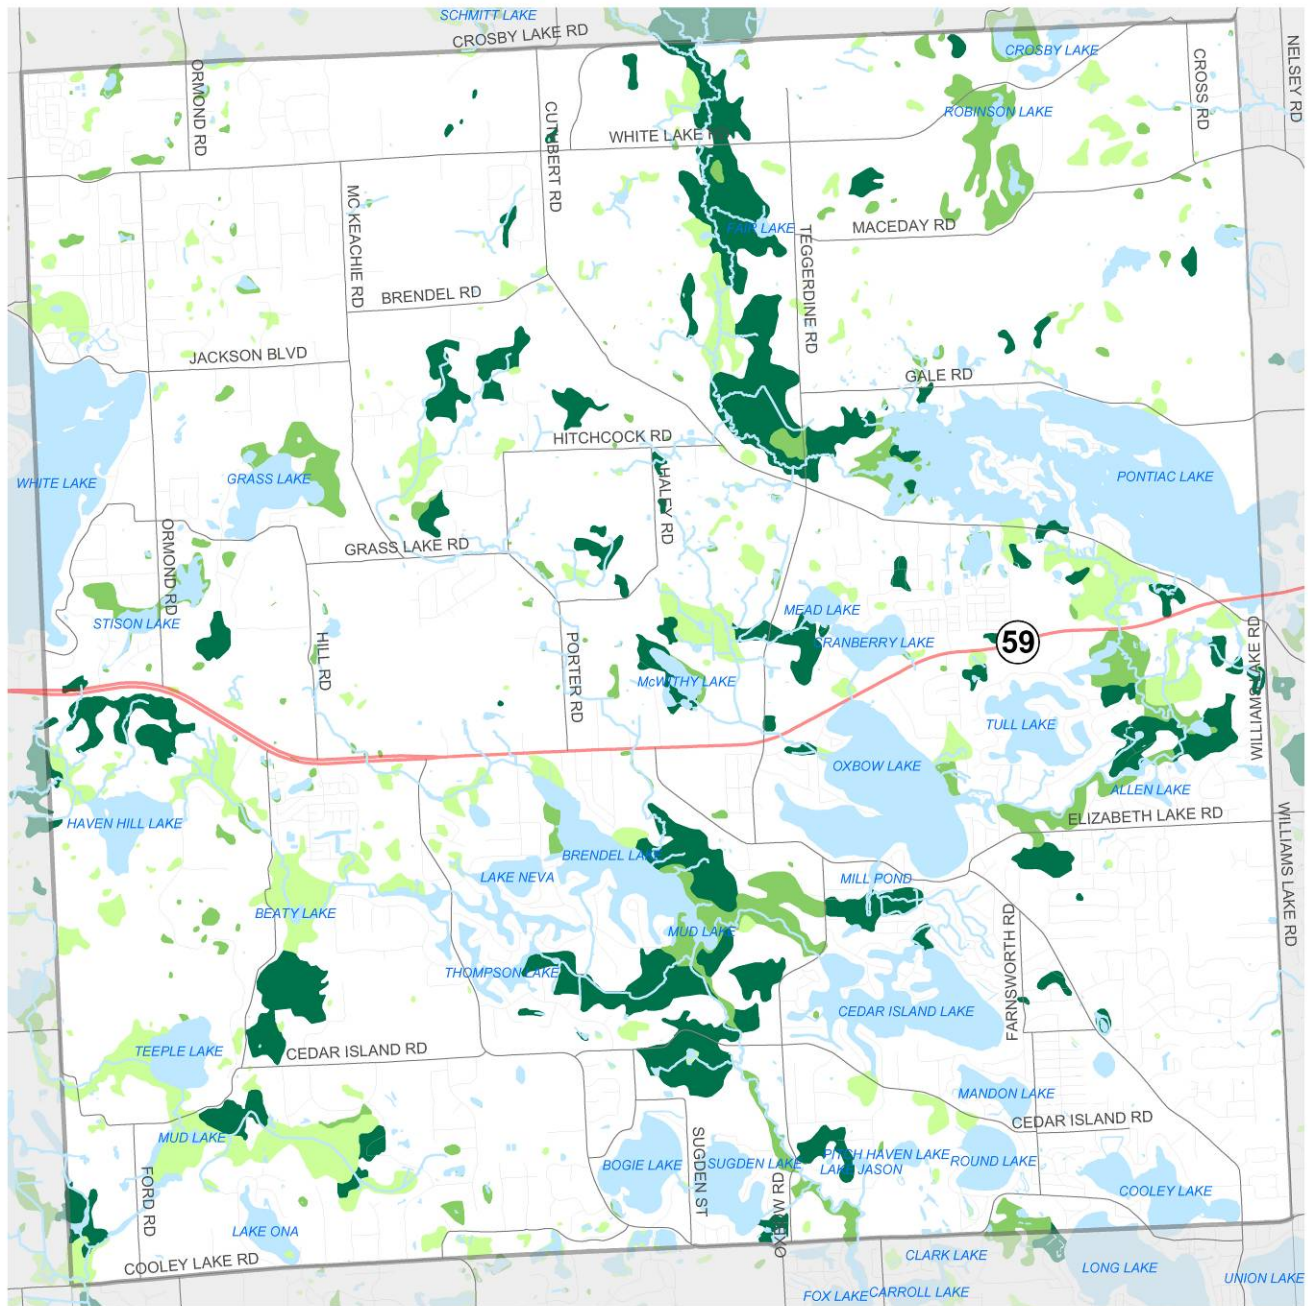 SCHMITT LAKE
CROSBY LAKE RD
CROSBY LAKE
NELSEY RD
ORMOND RD
CROSS RD
CUTHBERT RD
ROBINSON LAKE
WHITE LAKE RD
MC KEACHIE RD
FAIR LAKE
MACEDAY RD
TEGGERDINE RD
BRENDEL RD
JACKSON BLVD
GALE RD
HITCHCOCK RD
WHITE LAKE
GRASS LAKE
HALEY RD
PONTIAC LAKE
GRASS LAKE RD
ORMOND RD
STISON LAKE
MEAD LAKE
CRANBERRY LAKE
59
HILL RD
PORTER RD
McWITHY LAKE
WILLIAMS LAKE RD
TULL LAKE
OXBOW LAKE
ALLEN LAKE
HAVEN HILL LAKE
ELIZABETH LAKE RD
BRENDEL LAKE
LAKE NEVA
MILL POND
WILLIAMS LAKE RD
BEATY LAKE
MUD LAKE
FARNSWORTH RD
THOMPSON LAKE
CEDAR ISLAND LAKE
TEEPLE LAKE
CEDAR ISLAND RD
MANDON LAKE
CEDAR ISLAND RD
MUD LAKE
BOGIE LAKE
SUGDEN ST
SUGDEN LAKE
PITCH HAVEN LAKE
LAKE JASON
ROUND LAKE
COOLEY LAKE
FORD RD
OXBOW RD
LAKE ONA
COOLEY LAKE RD
CLARK LAKE
LONG LAKE
UNION LAKE
FOX LAKE
CARROLL LAKE